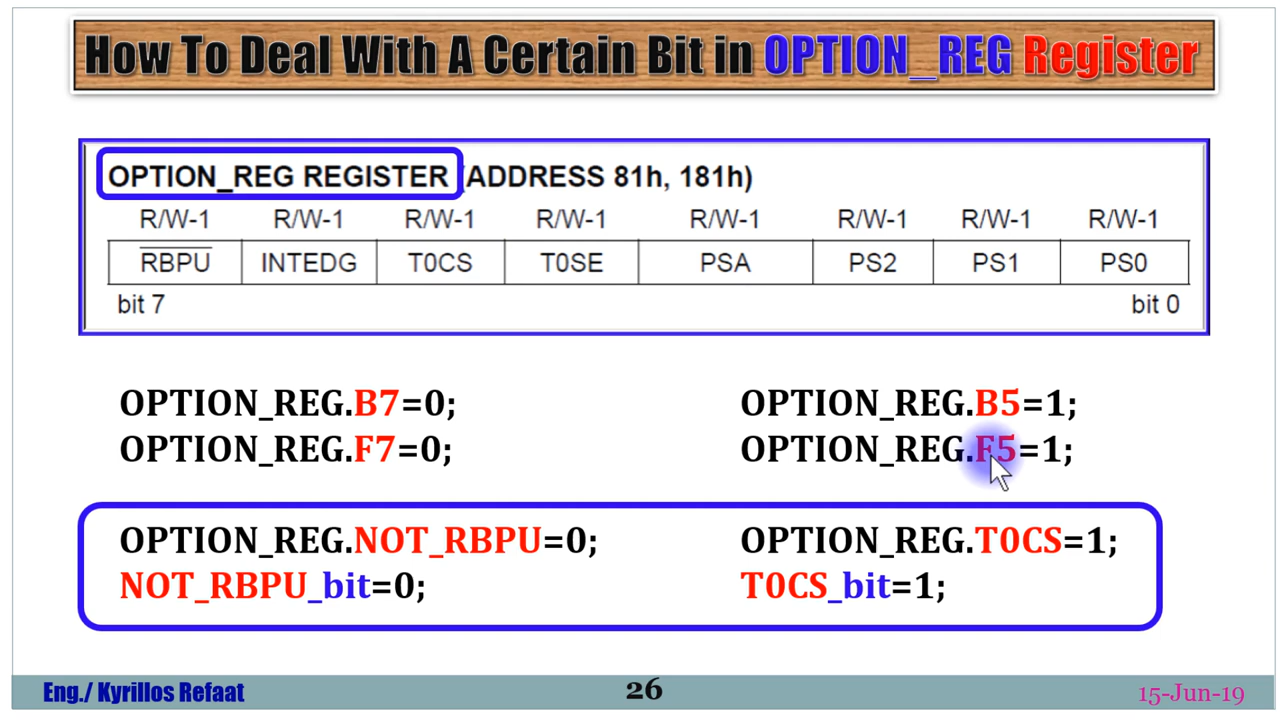 How To Deal With A Certain Bit in OPTION_REG Register
OPTION_REG REGISTER (ADDRESS 81h, 181h)
R/W-1 R/W-1 R/W-1 R/W-1 R/W-1 R/W-1 R/W-1 R/W-1
RBPU INTEDG T0CS T0SE PSA PS2 PS1 PS0
bit 7 bit 0
OPTION_REG.B7=0; OPTION_REG.B5=1;
OPTION_REG.F7=0; OPTION_REG.F5=1;
OPTION_REG.NOT_RBPU=0; OPTION_REG.T0CS=1;
NOT_RBPU_bit=0; T0CS_bit=1;
Eng./ Kyrillos Refaat 26 15-Jun-19